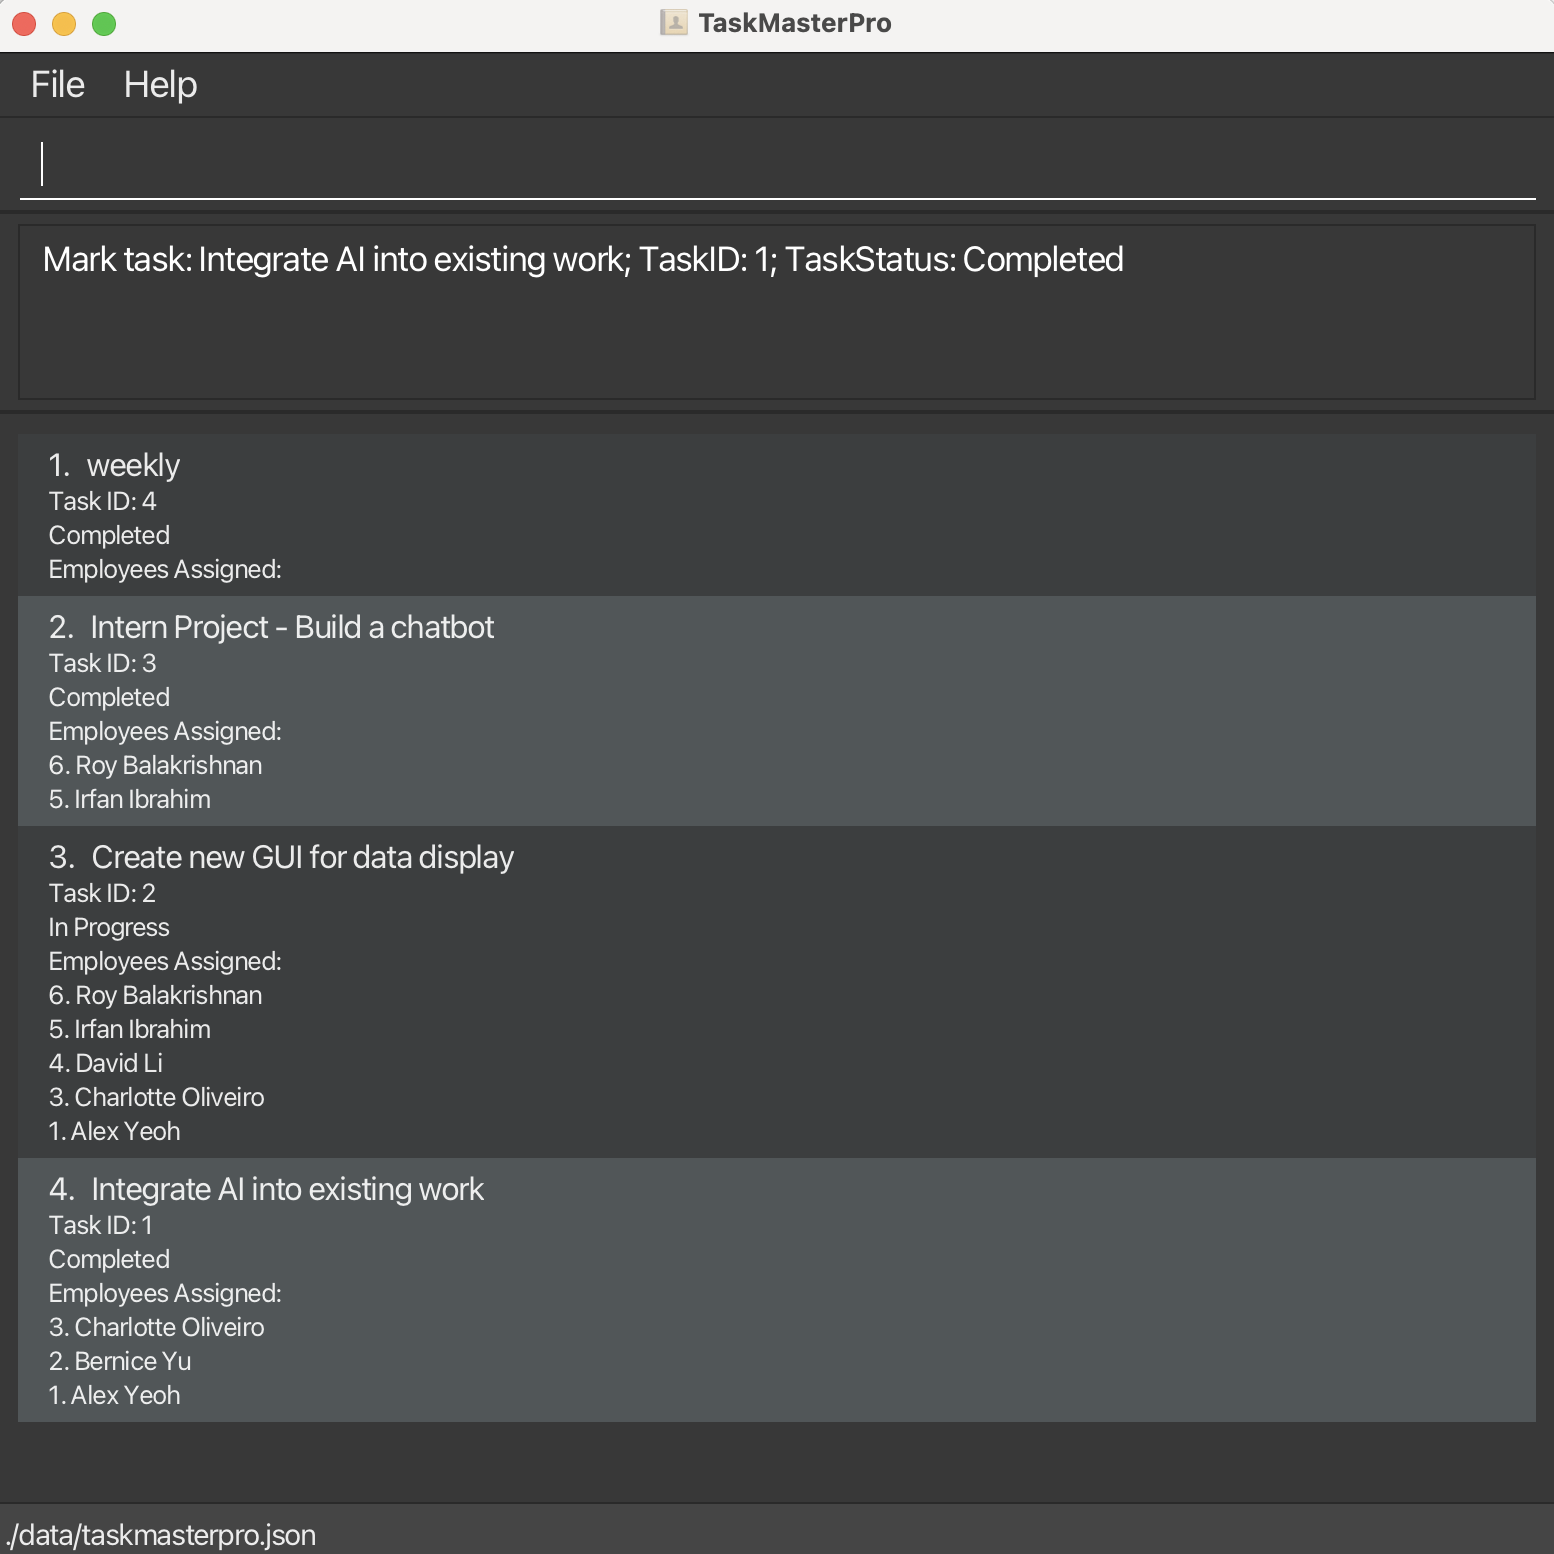 TaskMasterPro
File Help
Mark task: Integrate AI into existing work; TaskID: 1; TaskStatus: Completed
1. weekly
Task ID: 4
Completed
Employees Assigned:
2. Intern Project - Build a chatbot
Task ID: 3
Completed
Employees Assigned:
6. Roy Balakrishnan
5. Irfan Ibrahim
3. Create new GUI for data display
Task ID: 2
In Progress
Employees Assigned:
6. Roy Balakrishnan
5. Irfan Ibrahim
4. David Li
3. Charlotte Oliveiro
1. Alex Yeoh
4. Integrate AI into existing work
Task ID: 1
Completed
Employees Assigned:
3. Charlotte Oliveiro
2. Bernice Yu
1. Alex Yeoh
./data/taskmasterpro.json